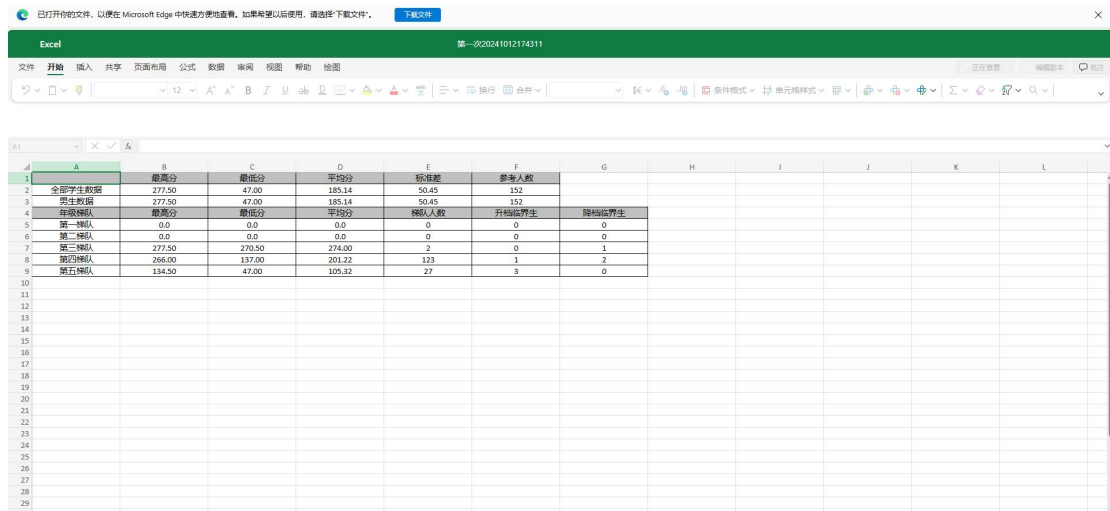 已打开你的文件，以便在 Microsoft Edge 中快速方便地查看。如果希望以后使用，请选择“下载文件”。 下载文件
Excel 第一次20241012174311
文件 开始 插入 共享 页面布局 公式 数据 审阅 视图 帮助 绘图 正在查看 编辑副本 批注
12 A^ A˅ B I U ab D 换行 合并 条件格式 单元格样式
A1 fx
A B C D E F G H I J K L
1 最高分 最低分 平均分 标准差 参考人数
2 全部学生数据 277.50 47.00 185.14 50.45 152
3 男生数据 277.50 47.00 185.14 50.45 152
4 年级梯队 最高分 最低分 平均分 梯队人数 升档临界生 降档临界生
5 第一梯队 0.0 0.0 0.0 0 0 0
6 第二梯队 0.0 0.0 0.0 0 0 0
7 第三梯队 277.50 270.50 274.00 2 0 1
8 第四梯队 266.00 137.00 201.22 123 1 2
9 第五梯队 134.50 47.00 105.32 27 3 0
10
11
12
13
14
15
16
17
18
19
20
21
22
23
24
25
26
27
28
29